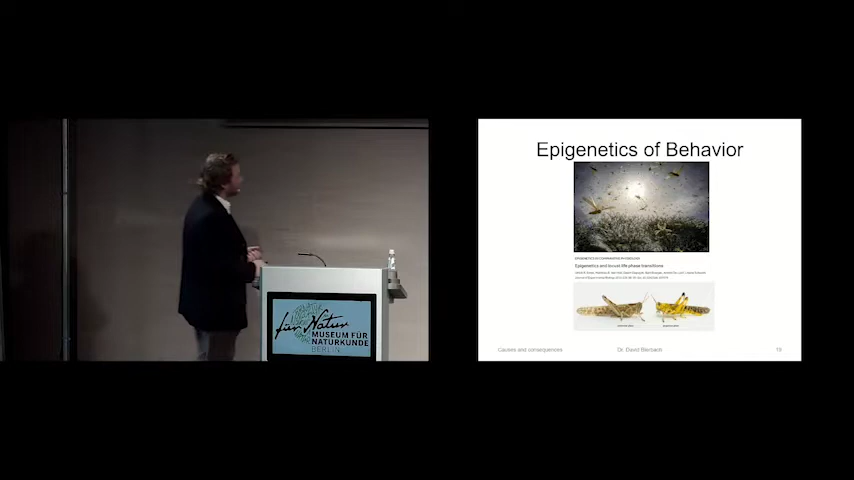 für Natur
MUSEUM FÜR
NATURKUNDE
BERLIN
Epigenetics of Behavior
Epigenetics and locust life phase transitions
Causes and consequences
Dr. David Bierbach
19